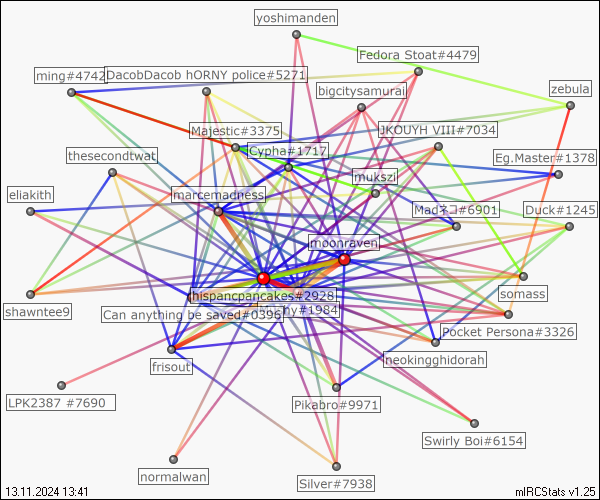 yoshimanden
Fedora Stoat#4479
ming#4742
DacobDacob hORNY police#5271
bigcitysamurai
zebula
Majestic#3375
JKOUYH VIII#7034
Cypha#1717
thesecondtwat
Eg.Master#1378
mukszi
eliakith
marcemadness
Madネコ#6901
Duck#1245
moonraven
hispancpancakes#2928
somass
shawntee9
Can anything be saved#0396
ny#1984
Pocket Persona#3326
frisout
neokingghidorah
LPK2387 #7690
Pikabro#9971
Swirly Boi#6154
normalwan
Silver#7938
13.11.2024 13:41
mIRCStats v1.25